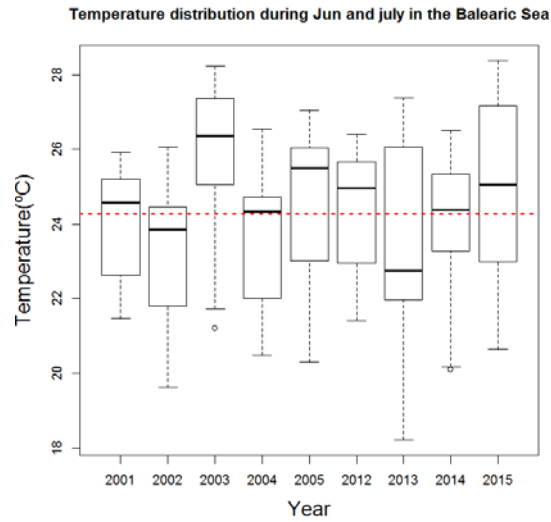 Temperature distribution during Jun and july in the Balearic Sea
Temperature(ºC)
28
26
24
22
20
18
2001 2002 2003 2004 2005 2012 2013 2014 2015
Year